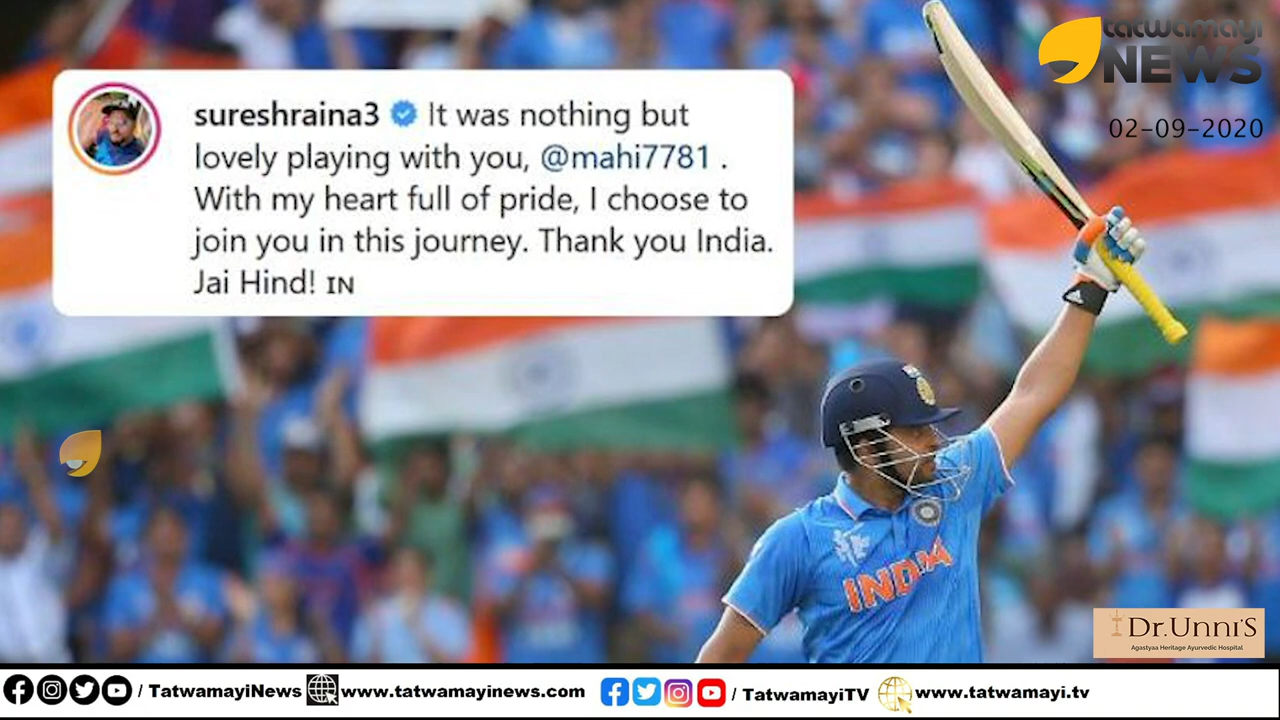 tatwamayi
NEWS
02-09-2020
sureshraina3 It was nothing but
lovely playing with you, @mahi7781 .
With my heart full of pride, I choose to
join you in this journey. Thank you India.
Jai Hind! IN
INDIA
Dr.Unni'S
Agastyaa Heritage Ayurvedic Hospital
/ TatwamayiNews www.tatwamayinews.com / TatwamayiTV www.tatwamayi.tv